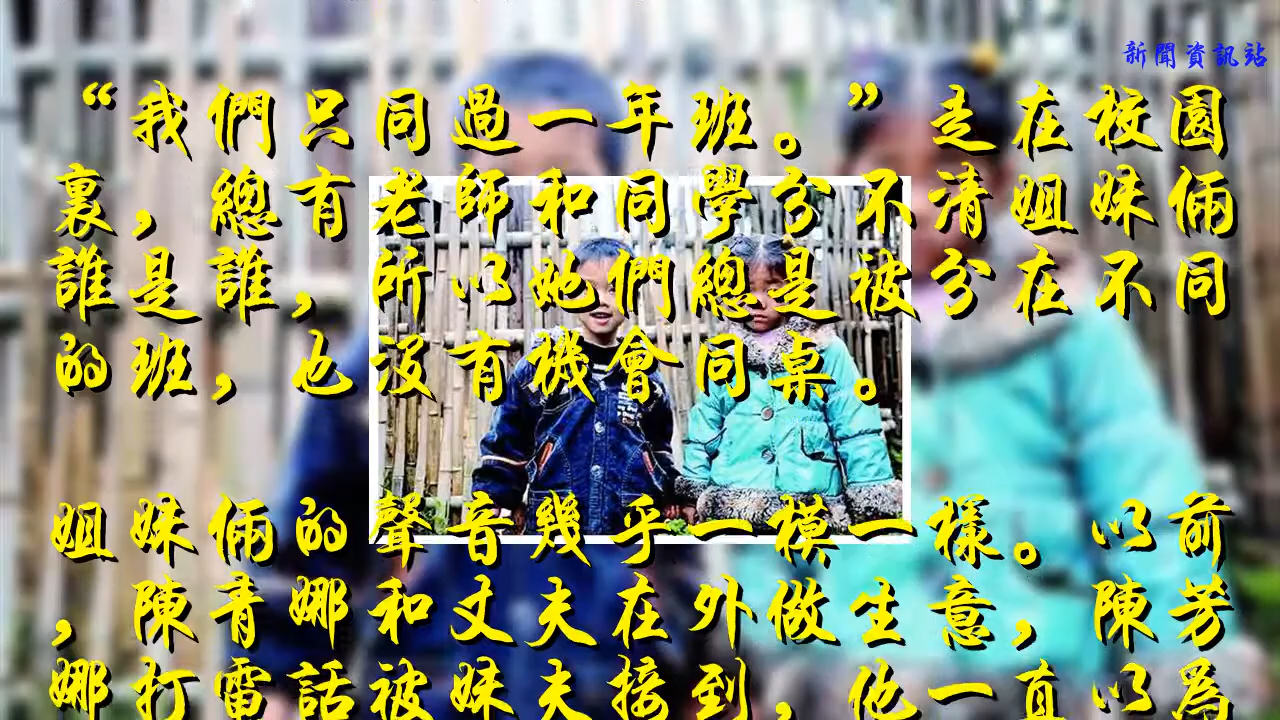 新聞資訊站
“我們只同過一年班。”走在校園
裏，總有老師和同學分不清姐妹倆
誰是誰，所以她們總是被分在不同
的班，也沒有機會同桌。
姐妹倆的聲音幾乎一模一樣。以前
，陳青娜和丈夫在外做生意，陳芳
娜打電話被妹夫接到，他一直以為